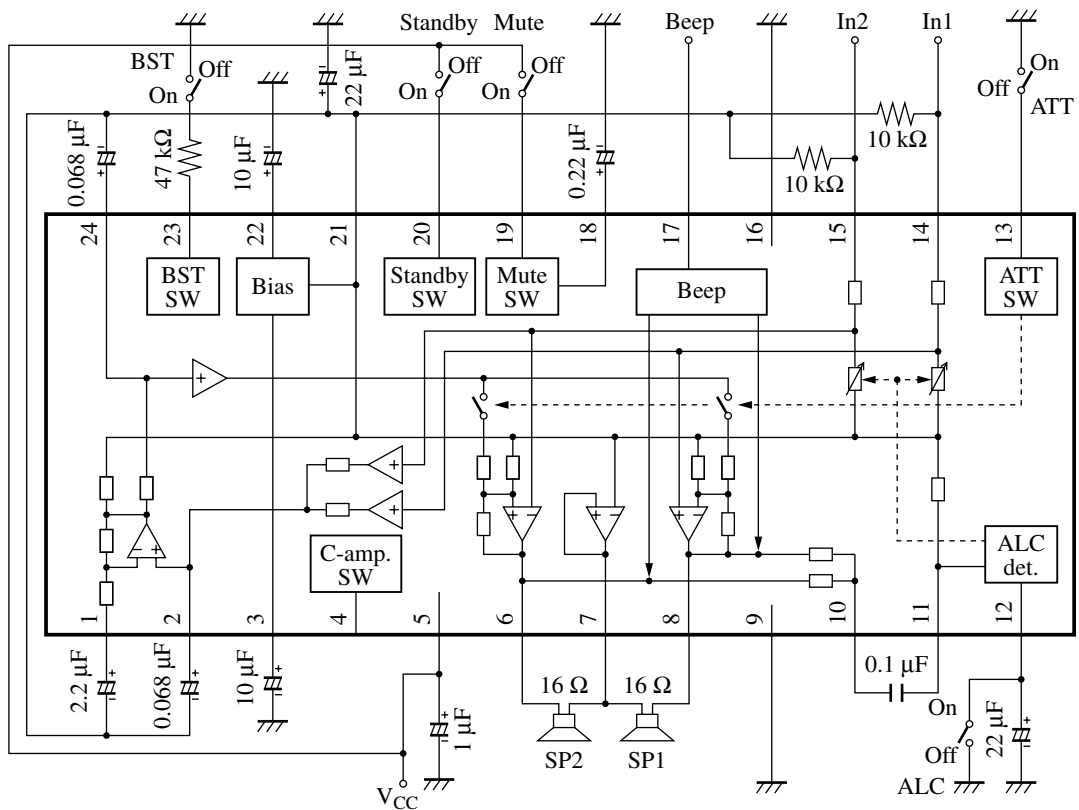 Standby Mute Beep In2 In1
BST Off
On
22 µF
Off
On
Off
On
On
Off
ATT
0.068 µF
47 kΩ
10 µF
0.22 µF
10 kΩ
10 kΩ
24 23 22 21 20 19 18 17 16 15 14 13
BST
SW
Bias
Standby
SW
Mute
SW
Beep
ATT
SW
+
+
+
− +
+ −
+ −
+ −
C-amp.
SW
ALC
det.
1 2 3 4 5 6 7 8 9 10 11 12
2.2 µF
0.068 µF
10 µF
1 µF
16 Ω 16 Ω
SP2 SP1
0.1 µF
On
Off
22 µF
ALC
VCC